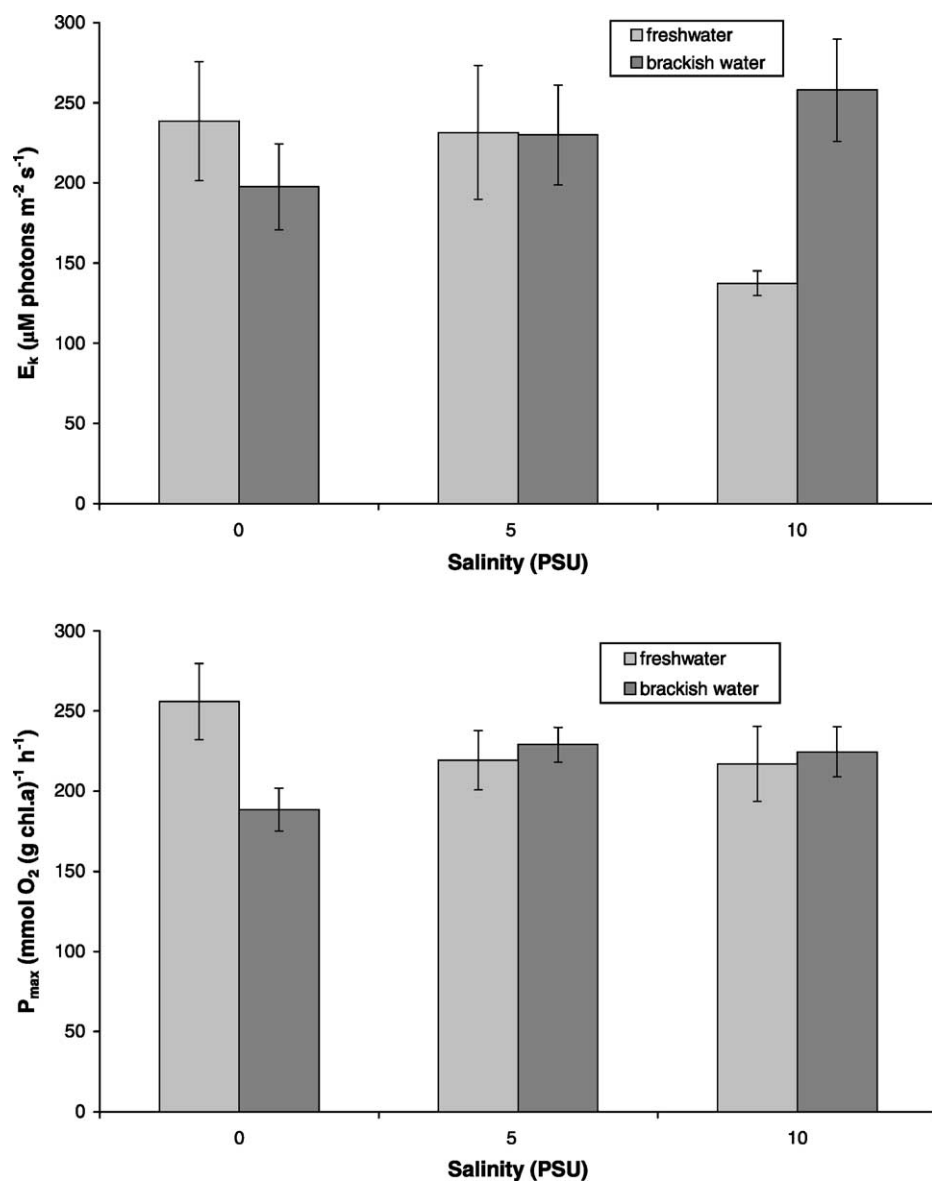 300
250
200
150
100
50
0
E_k (µM photons m⁻² s⁻¹)
freshwater
brackish water
0 5 10
Salinity (PSU)
300
250
200
150
100
50
0
P_max (mmol O₂ (g chl.a)⁻¹ h⁻¹)
freshwater
brackish water
0 5 10
Salinity (PSU)